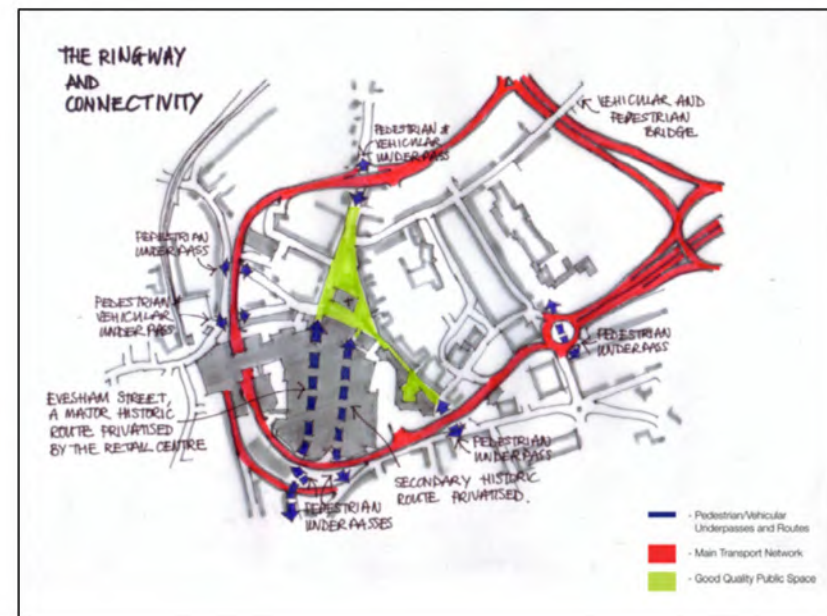 THE RINGWAY
AND
CONNECTIVITY
VEHICULAR AND
PEDESTRIAN
BRIDGE.
PEDESTRIAN &
VEHICULAR
UNDERPASS
PEDESTRIAN
UNDERPASS
PEDESTRIAN &
VEHICULAR
UNDERPASS
PEDESTRIAN
UNDERPASS
EVESHAM STREET,
A MAJOR HISTORIC
ROUTE PRIVATISED
BY THE RETAIL CENTRE
PEDESTRIAN
UNDERPASS
SECONDARY HISTORIC
ROUTE PRIVATISED.
PEDESTRIAN
UNDERPASSES
- Pedestrian/Vehicular
Underpasses and Routes
- Main Transport Network
- Good Quality Public Space